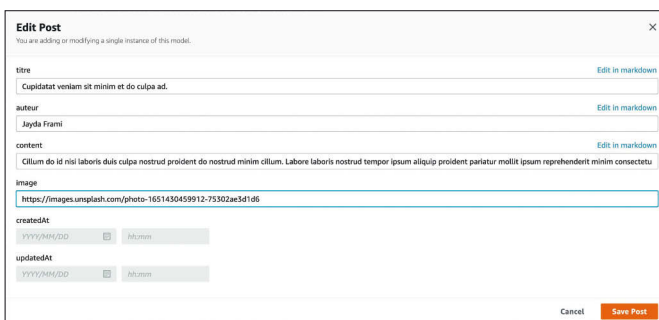 Edit Post
You are adding or modifying a single instance of this model.
titre Edit in markdown
Cupidatat veniam sit minim et do culpa ad.
auteur Edit in markdown
Jayda Frami
content Edit in markdown
Cillum do id nisi laboris duis culpa nostrud proident do nostrud minim cillum. Labore laboris nostrud tempor ipsum aliquip proident pariatur mollit ipsum reprehenderit minim consectetu
image
https://images.unsplash.com/photo-1651430459912-75302ae3d1d6
createdAt
YYYY/MM/DD hh:mm
updatedAt
YYYY/MM/DD hh:mm
Cancel Save Post